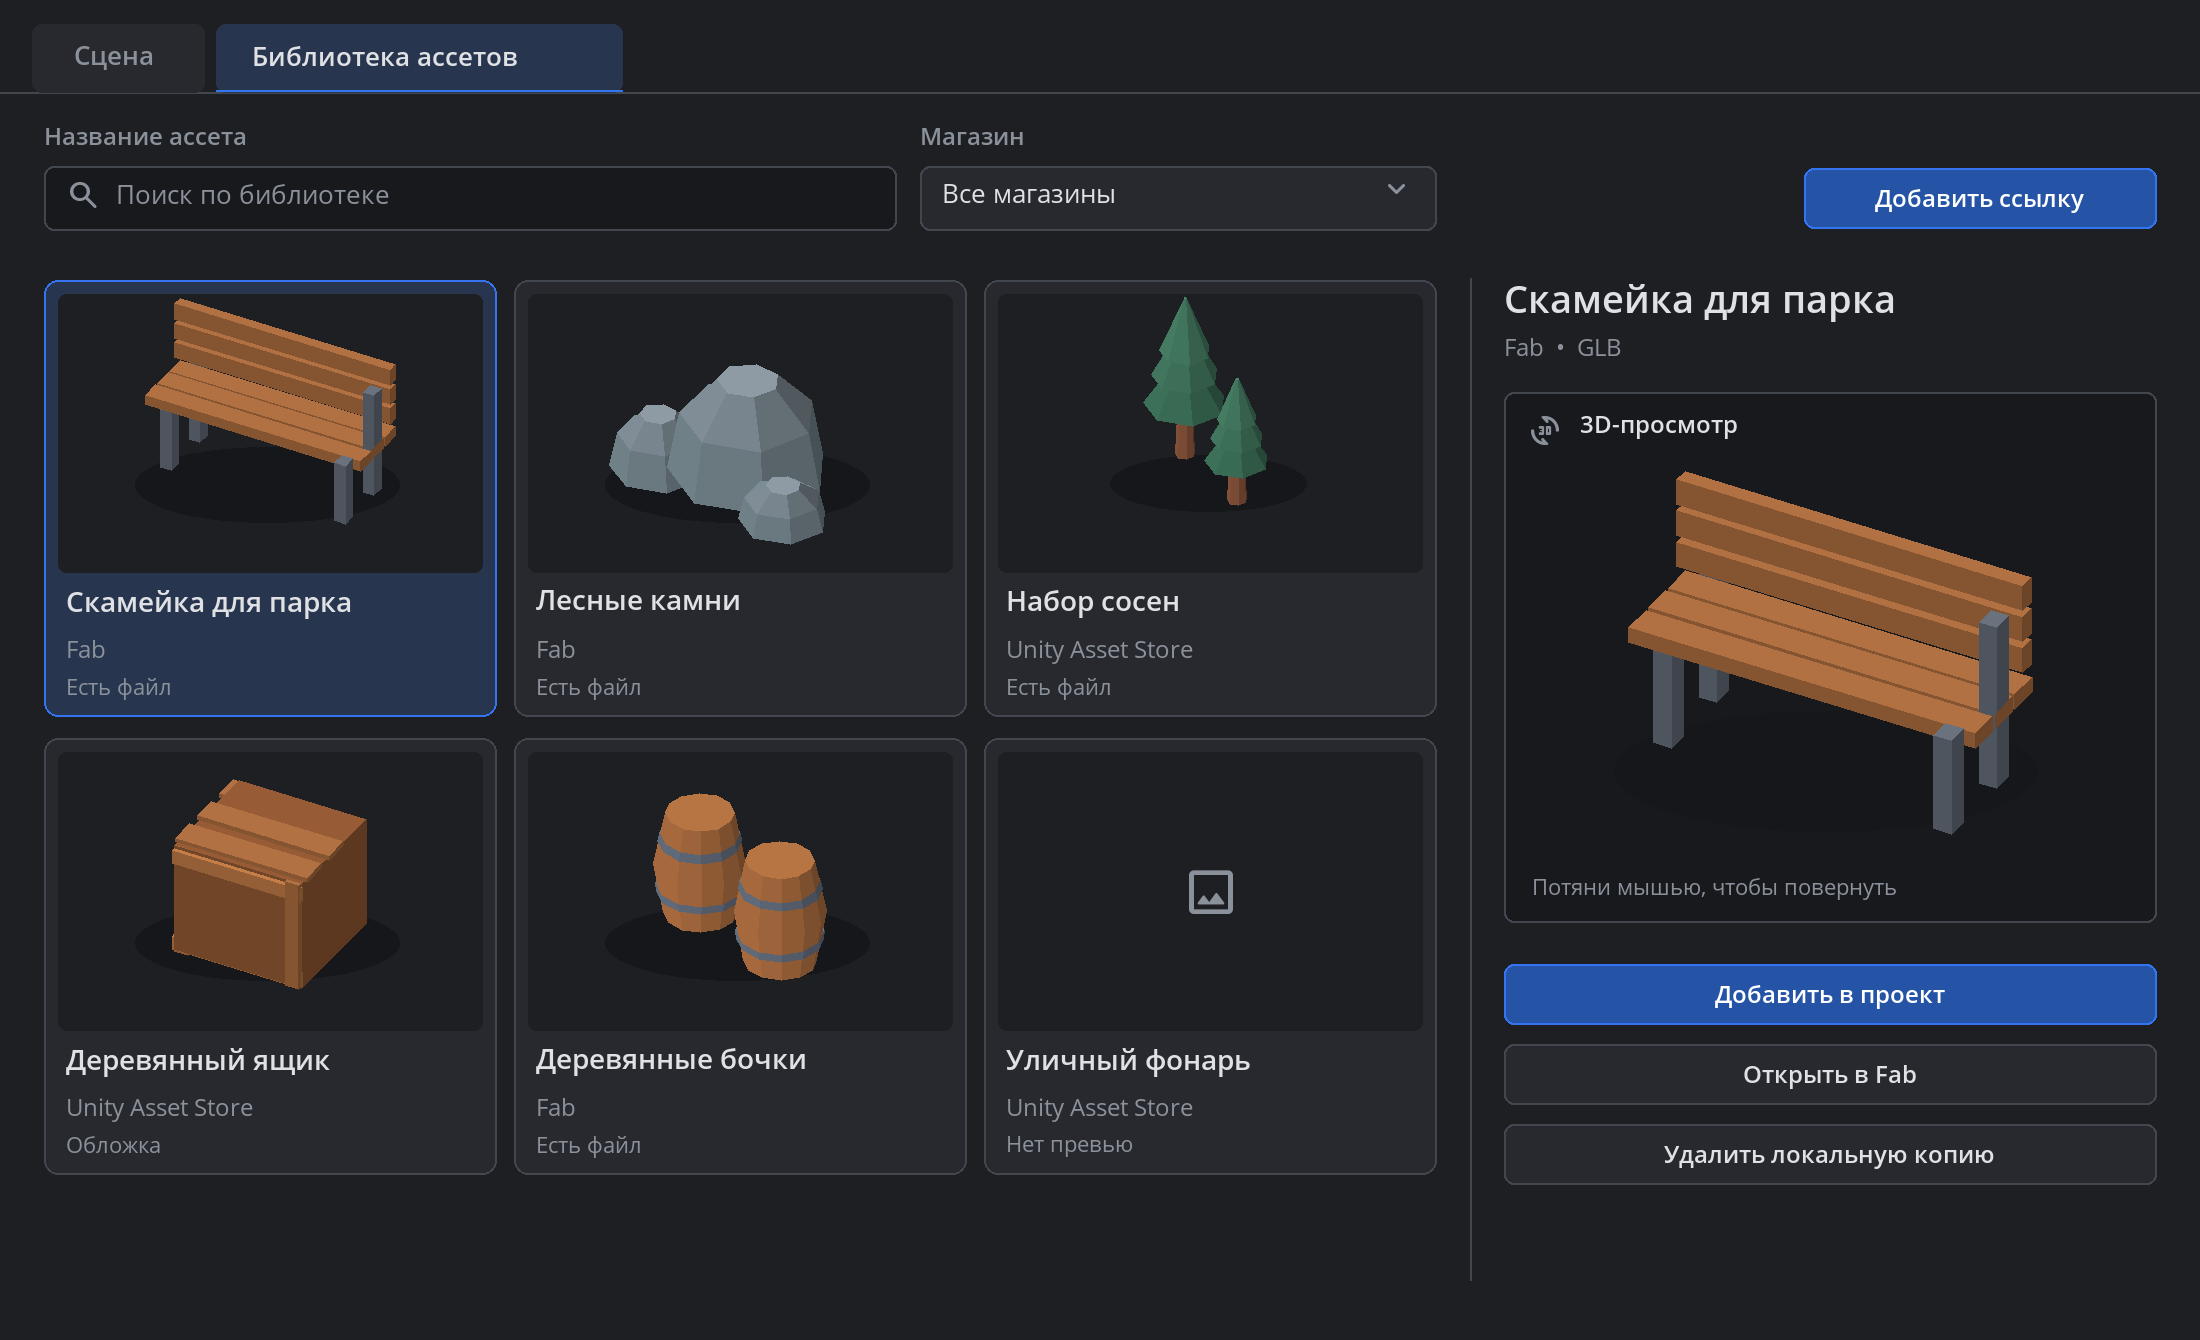 Сцена
Библиотека ассетов
Название ассета
Магазин
Поиск по библиотеке
Все магазины
Добавить ссылку
Скамейка для парка
Fab
Есть файл
Лесные камни
Fab
Есть файл
Набор сосен
Unity Asset Store
Есть файл
Деревянный ящик
Unity Asset Store
Обложка
Деревянные бочки
Fab
Есть файл
Уличный фонарь
Unity Asset Store
Нет превью
Скамейка для парка
Fab • GLB
3D
3D-просмотр
Потяни мышью, чтобы повернуть
Добавить в проект
Открыть в Fab
Удалить локальную копию